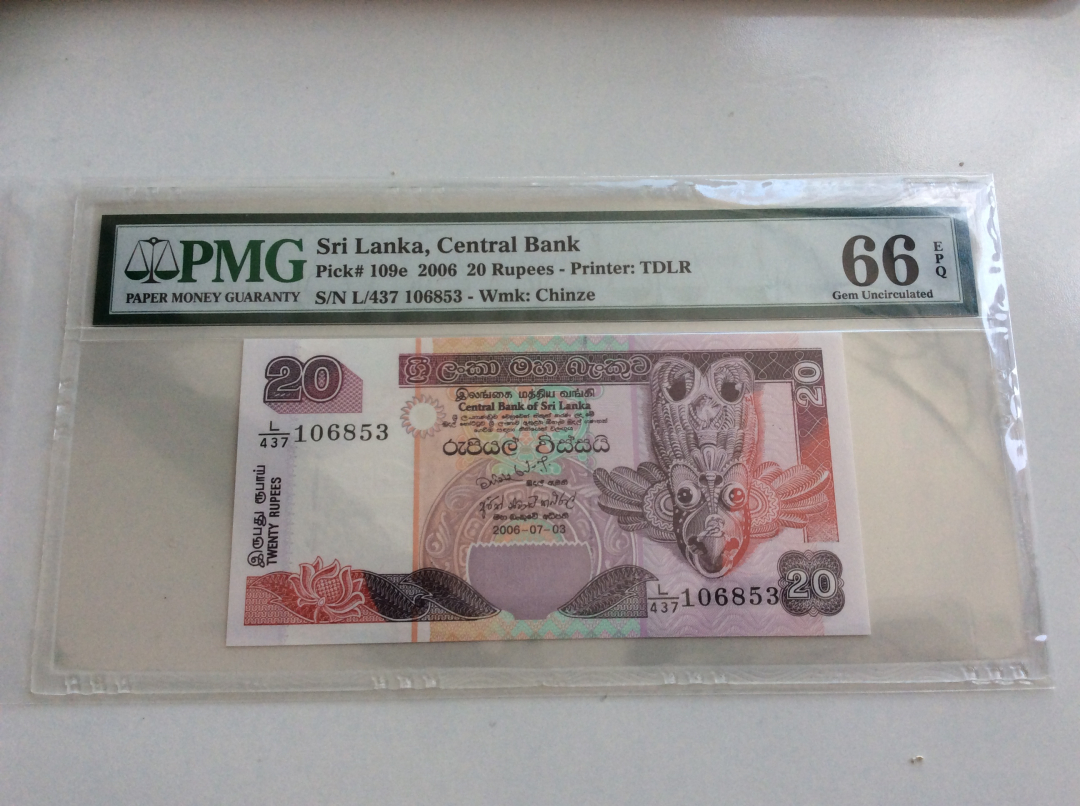 PMG
PAPER MONEY GUARANTY
Sri Lanka, Central Bank
Pick# 109e 2006 20 Rupees - Printer: TDLR
S/N L/437 106853 - Wmk: Chinze
66 EPQ
Gem Uncirculated
20
ශ්‍රී ලංකා මහ බැංකුව
20
இலங்கை மத்திய வங்கி
Central Bank of Sri Lanka
L/437 106853
රුපියල් විස්සයි
இருபது ரூபாய்
TWENTY RUPEES
2006-07-03
L/437 106853
20